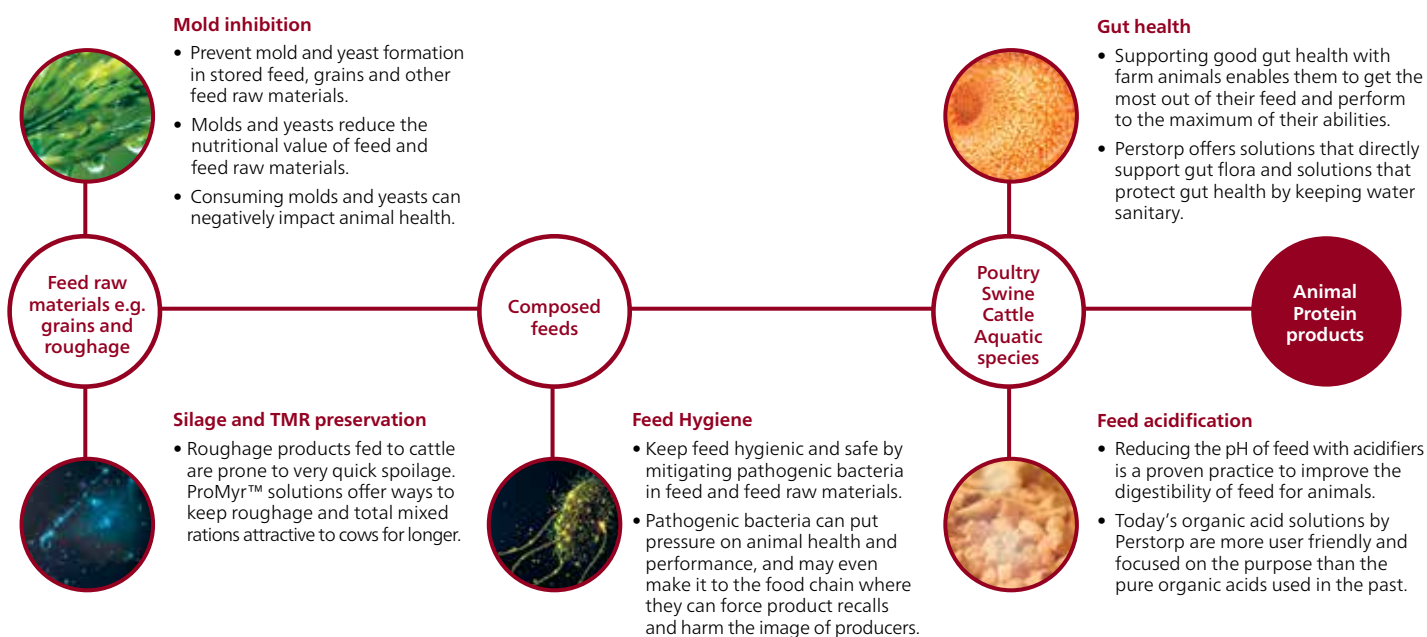 Mold inhibition
• Prevent mold and yeast formation
in stored feed, grains and other
feed raw materials.
• Molds and yeasts reduce the
nutritional value of feed and
feed raw materials.
• Consuming molds and yeasts can
negatively impact animal health.
Gut health
• Supporting good gut health with
farm animals enables them to get the
most out of their feed and perform
to the maximum of their abilities.
• Perstorp offers solutions that directly
support gut flora and solutions that
protect gut health by keeping water
sanitary.
Feed raw
materials e.g.
grains and
roughage
Composed
feeds
Poultry
Swine
Cattle
Aquatic
species
Animal
Protein
products
Silage and TMR preservation
• Roughage products fed to cattle
are prone to very quick spoilage.
ProMyr™ solutions offer ways to
keep roughage and total mixed
rations attractive to cows for longer.
Feed Hygiene
• Keep feed hygienic and safe by
mitigating pathogenic bacteria
in feed and feed raw materials.
• Pathogenic bacteria can put
pressure on animal health and
performance, and may even
make it to the food chain where
they can force product recalls
and harm the image of producers.
Feed acidification
• Reducing the pH of feed with acidifiers
is a proven practice to improve the
digestibility of feed for animals.
• Today's organic acid solutions by
Perstorp are more user friendly and
focused on the purpose than the
pure organic acids used in the past.